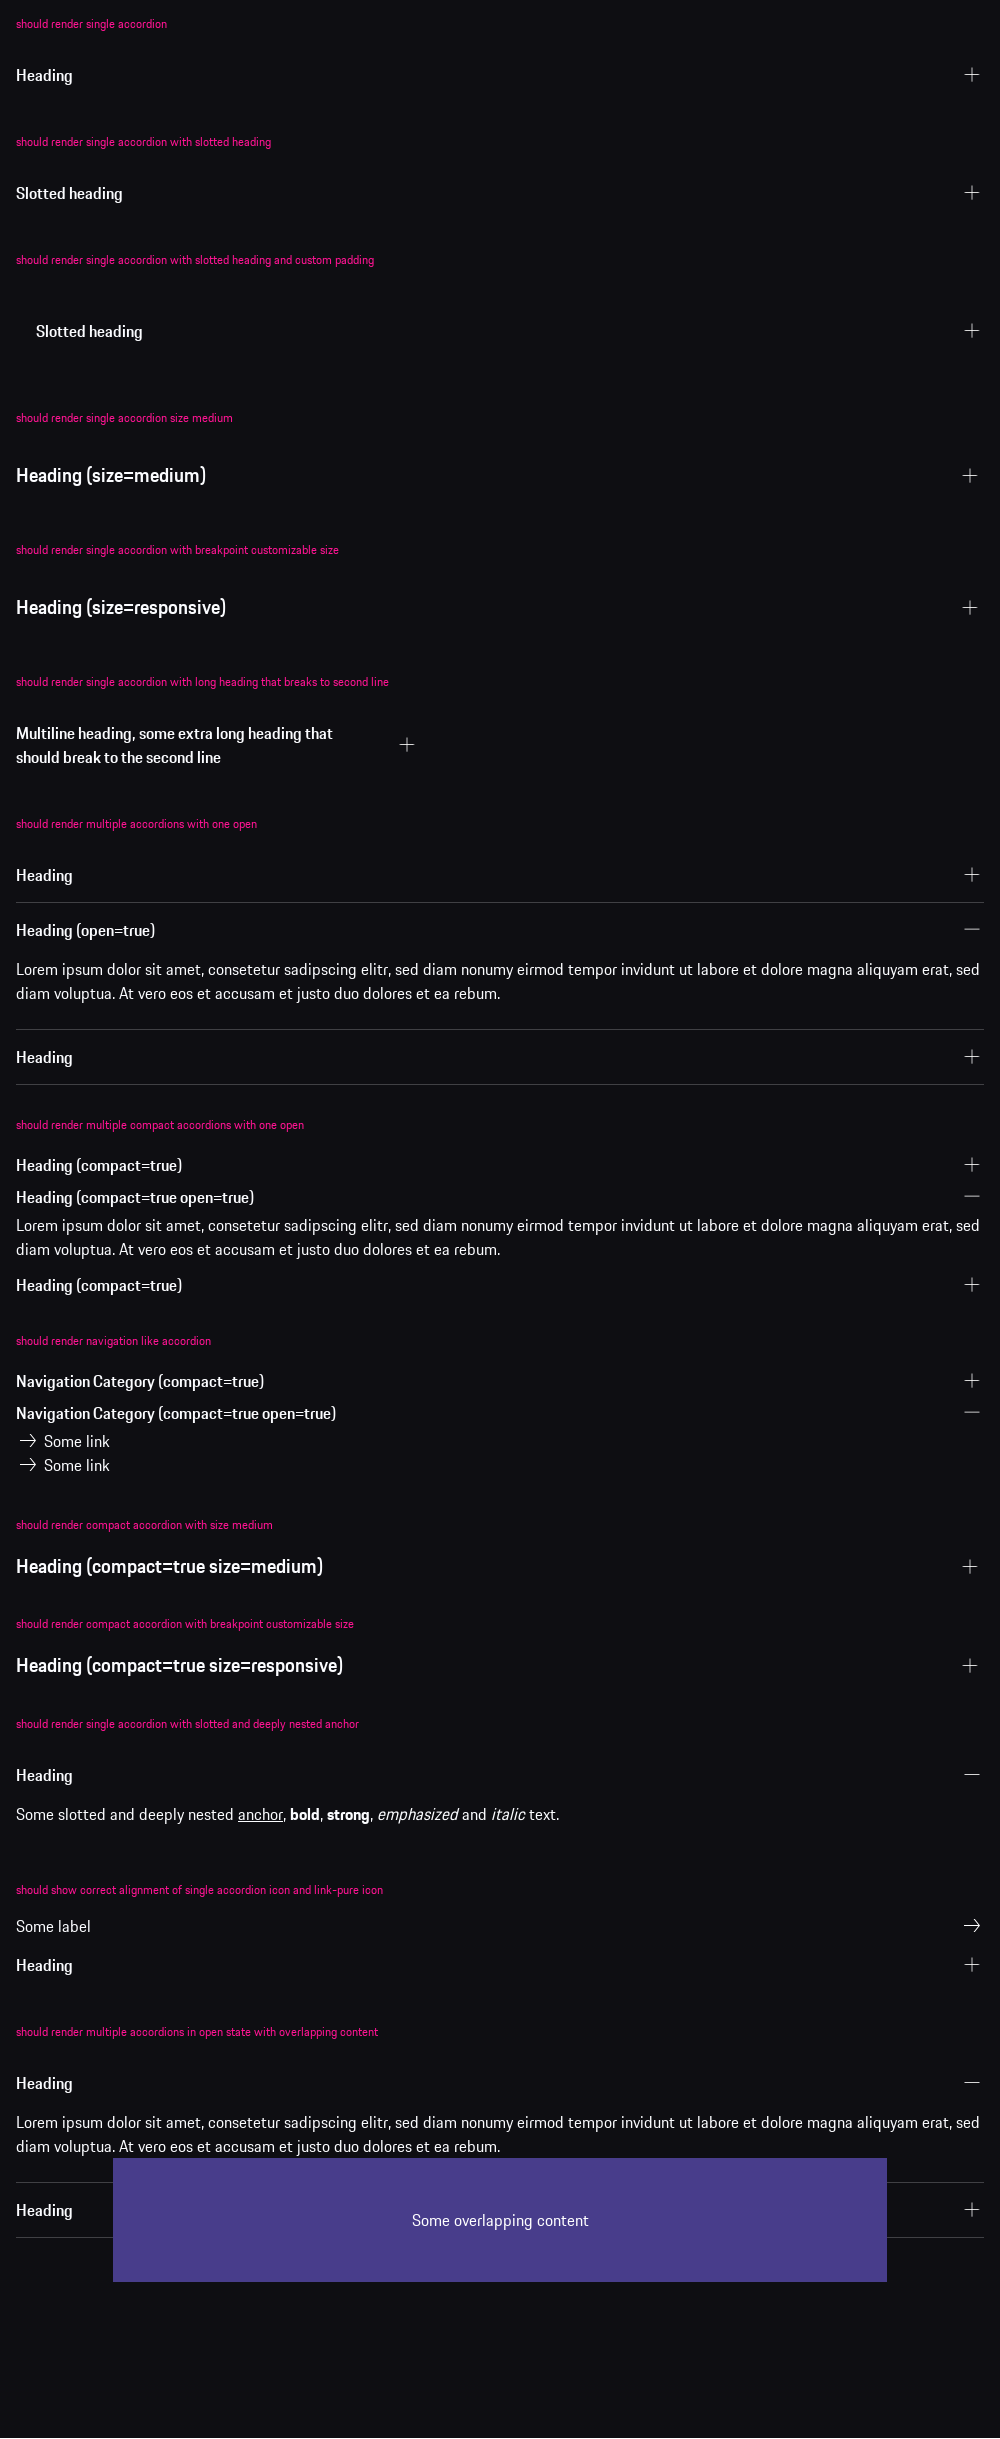 should render single accordion
Heading
should render single accordion with slotted heading
Slotted heading
should render single accordion with slotted heading and custom padding
Slotted heading
should render single accordion size medium
Heading (size=medium)
should render single accordion with breakpoint customizable size
Heading (size=responsive)
should render single accordion with long heading that breaks to second line
Multiline heading, some extra long heading that
should break to the second line
should render multiple accordions with one open
Heading
Heading (open=true)
Lorem ipsum dolor sit amet, consetetur sadipscing elitr, sed diam nonumy eirmod tempor invidunt ut labore et dolore magna aliquyam erat, sed
diam voluptua. At vero eos et accusam et justo duo dolores et ea rebum.
Heading
should render multiple compact accordions with one open
Heading (compact=true)
Heading (compact=true open=true)
Lorem ipsum dolor sit amet, consetetur sadipscing elitr, sed diam nonumy eirmod tempor invidunt ut labore et dolore magna aliquyam erat, sed
diam voluptua. At vero eos et accusam et justo duo dolores et ea rebum.
Heading (compact=true)
should render navigation like accordion
Navigation Category (compact=true)
Navigation Category (compact=true open=true)
Some link
Some link
should render compact accordion with size medium
Heading (compact=true size=medium)
should render compact accordion with breakpoint customizable size
Heading (compact=true size=responsive)
should render single accordion with slotted and deeply nested anchor
Heading
Some slotted and deeply nested anchor, bold, strong, emphasized and italic text.
should show correct alignment of single accordion icon and link-pure icon
Some label
Heading
should render multiple accordions in open state with overlapping content
Heading
Lorem ipsum dolor sit amet, consetetur sadipscing elitr, sed diam nonumy eirmod tempor invidunt ut labore et dolore magna aliquyam erat, sed
diam voluptua. At vero eos et accusam et justo duo dolores et ea rebum.
Heading
Some overlapping content